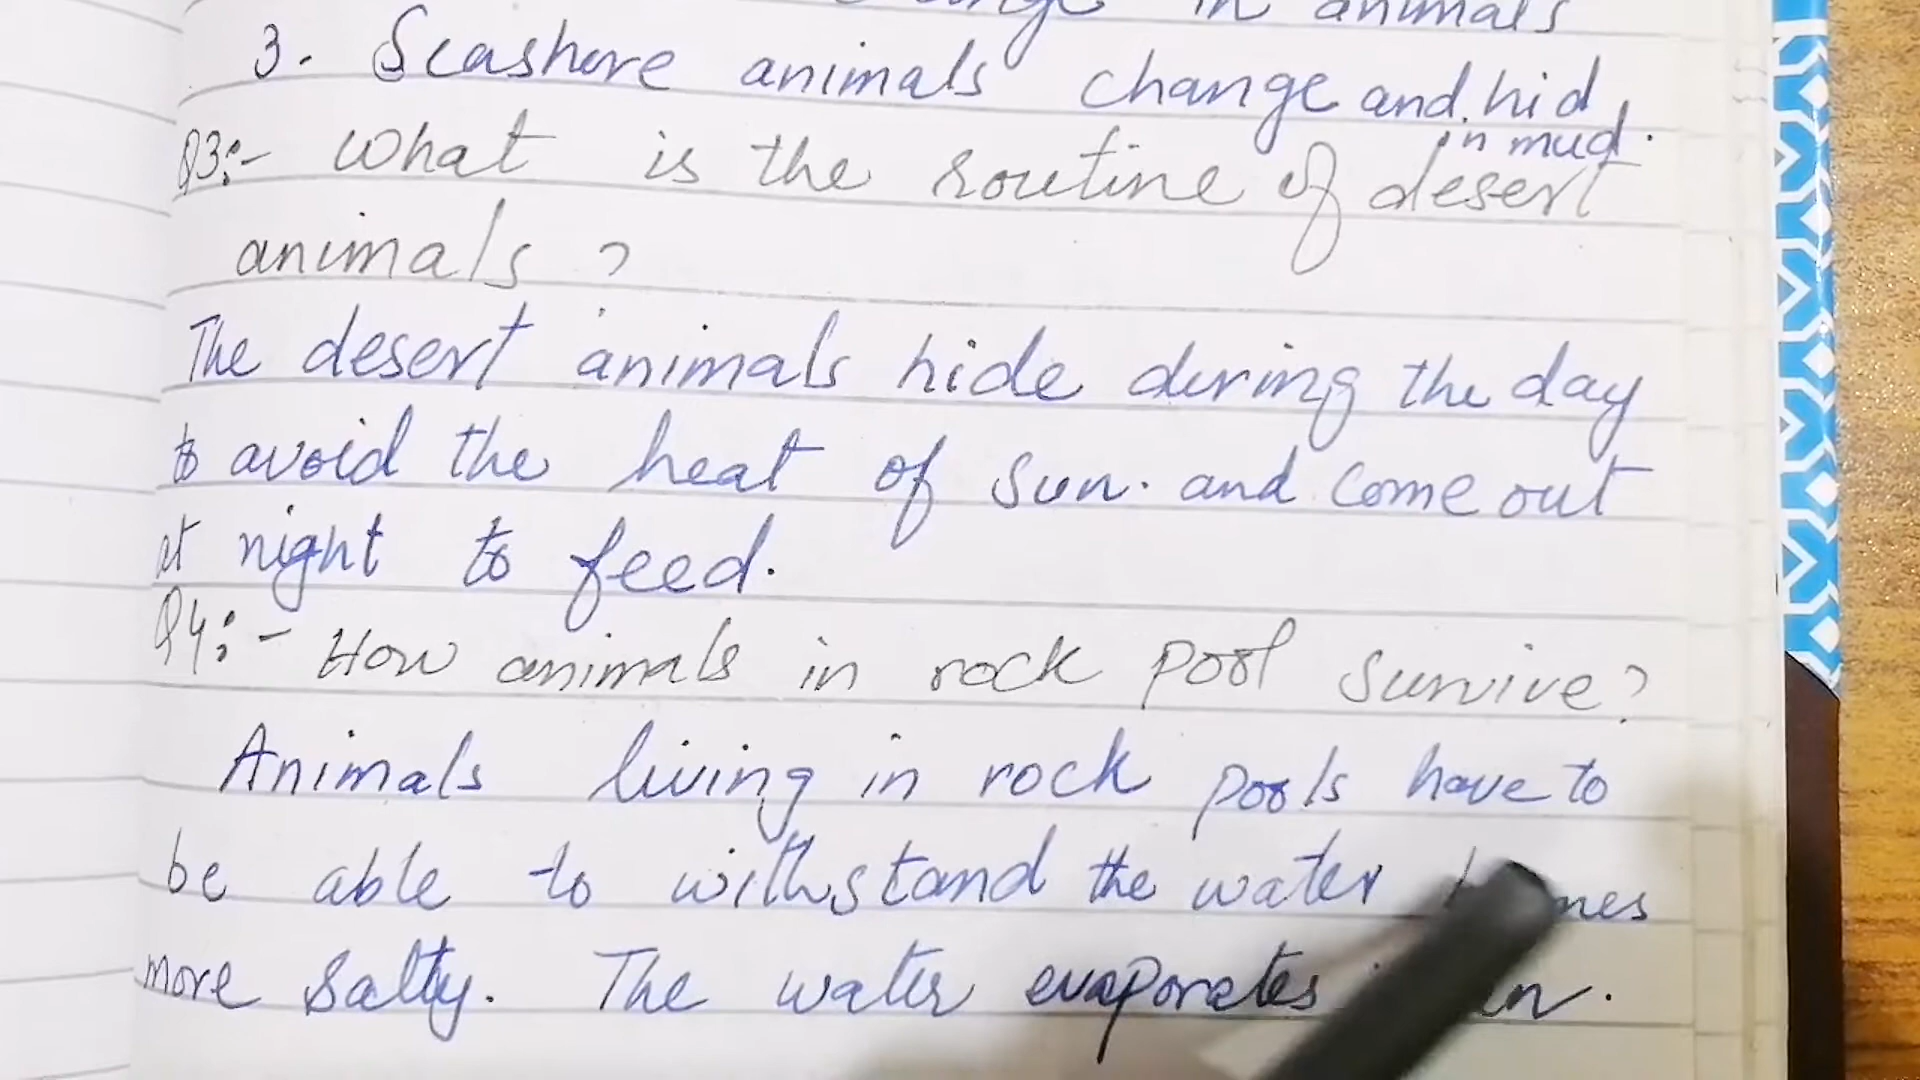 in animals
3. Seashore animals change and hid
in mud.
Q3:- What is the routine of desert
animals?
The desert animals hide during the day
to avoid the heat of sun. and come out
at night to feed.
Q4:- How animals in rock pool survive?
Animals living in rock pools have to
be able to withstand the water
more salty. The water evaporates